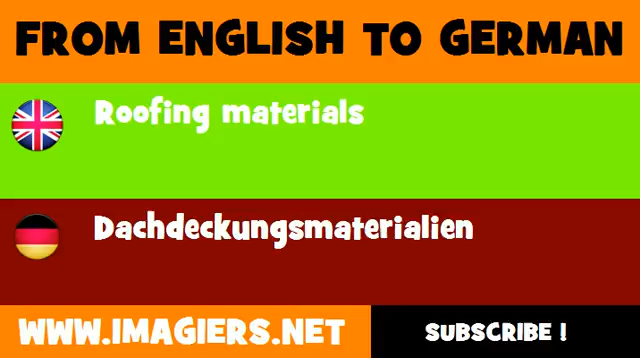 FROM ENGLISH TO GERMAN
Roofing materials
Dachdeckungsmaterialien
WWW.IMAGIERS.NET
SUBSCRIBE !